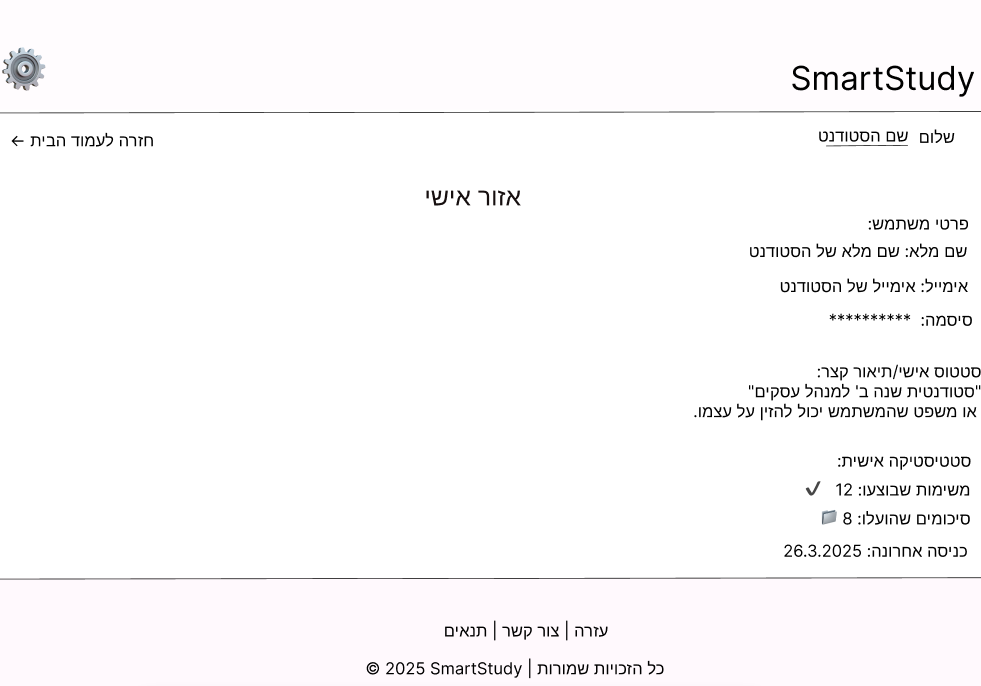 SmartStudy
שלום שם הסטודנט
חזרה לעמוד הבית ←
אזור אישי
פרטי משתמש:
שם מלא: שם מלא של הסטודנט
אימייל: אימייל של הסטודנט
סיסמה: **********
סטטוס אישי/תיאור קצר:
"סטודנטית שנה ב' למנהל עסקים"
או משפט שהמשתמש יכול להזין על עצמו.
סטטיסטיקה אישית:
משימות שבוצעו: 12 ✔
סיכומים שהועלו: 8 📁
כניסה אחרונה: 26.3.2025
עזרה | צור קשר | תנאים
כל הזכויות שמורות | SmartStudy 2025 ©